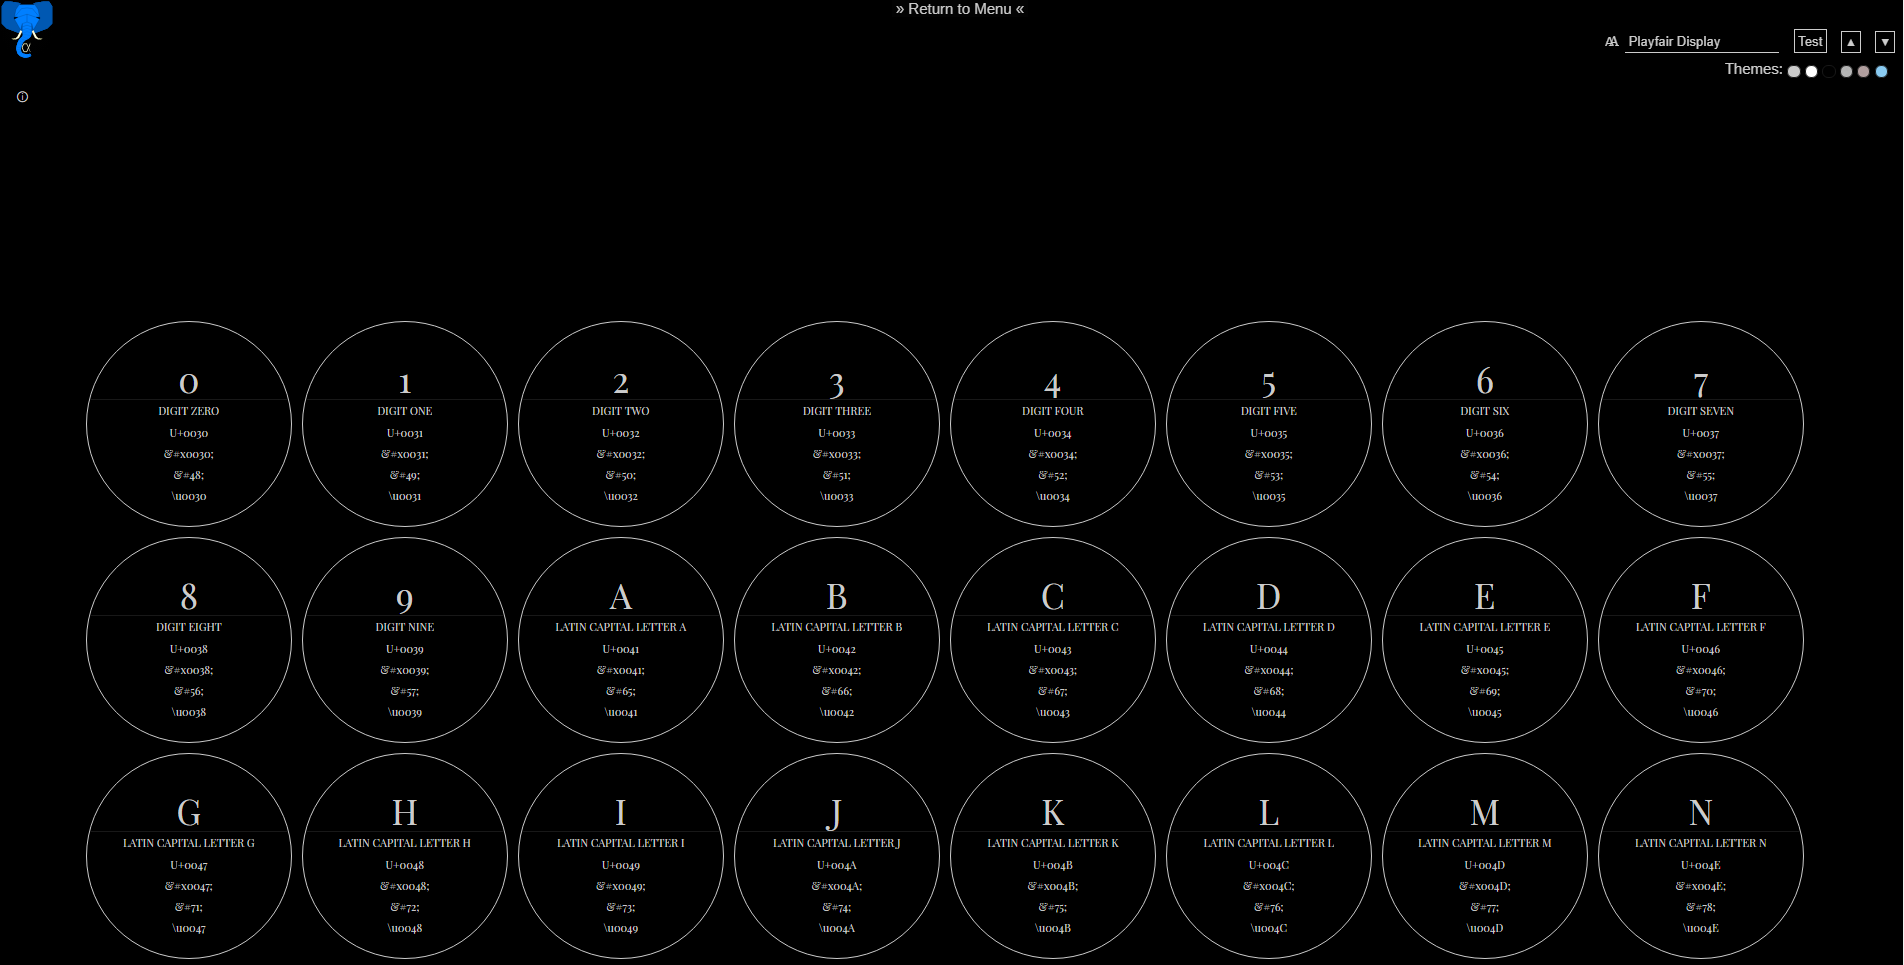 » Return to Menu «
α
AA Playfair Display Test ▲ ▼
Themes:
0 1 2 3 4 5 6 7
DIGIT ZERO DIGIT ONE DIGIT TWO DIGIT THREE DIGIT FOUR DIGIT FIVE DIGIT SIX DIGIT SEVEN
U+0030 U+0031 U+0032 U+0033 U+0034 U+0035 U+0036 U+0037
&#x0030; &#x0031; &#x0032; &#x0033; &#x0034; &#x0035; &#x0036; &#x0037;
&#48; &#49; &#50; &#51; &#52; &#53; &#54; &#55;
\u0030 \u0031 \u0032 \u0033 \u0034 \u0035 \u0036 \u0037
8 9 A B C D E F
DIGIT EIGHT DIGIT NINE LATIN CAPITAL LETTER A LATIN CAPITAL LETTER B LATIN CAPITAL LETTER C LATIN CAPITAL LETTER D LATIN CAPITAL LETTER E LATIN CAPITAL LETTER F
U+0038 U+0039 U+0041 U+0042 U+0043 U+0044 U+0045 U+0046
&#x0038; &#x0039; &#x0041; &#x0042; &#x0043; &#x0044; &#x0045; &#x0046;
&#56; &#57; &#65; &#66; &#67; &#68; &#69; &#70;
\u0038 \u0039 \u0041 \u0042 \u0043 \u0044 \u0045 \u0046
G H I J K L M N
LATIN CAPITAL LETTER G LATIN CAPITAL LETTER H LATIN CAPITAL LETTER I LATIN CAPITAL LETTER J LATIN CAPITAL LETTER K LATIN CAPITAL LETTER L LATIN CAPITAL LETTER M LATIN CAPITAL LETTER N
U+0047 U+0048 U+0049 U+004A U+004B U+004C U+004D U+004E
&#x0047; &#x0048; &#x0049; &#x004A; &#x004B; &#x004C; &#x004D; &#x004E;
&#71; &#72; &#73; &#74; &#75; &#76; &#77; &#78;
\u0047 \u0048 \u0049 \u004A \u004B \u004C \u004D \u004E